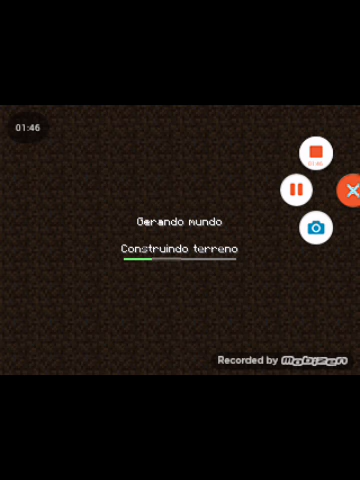 01:46
01:46
Gerando mundo
Construindo terreno
Recorded by Mobizen